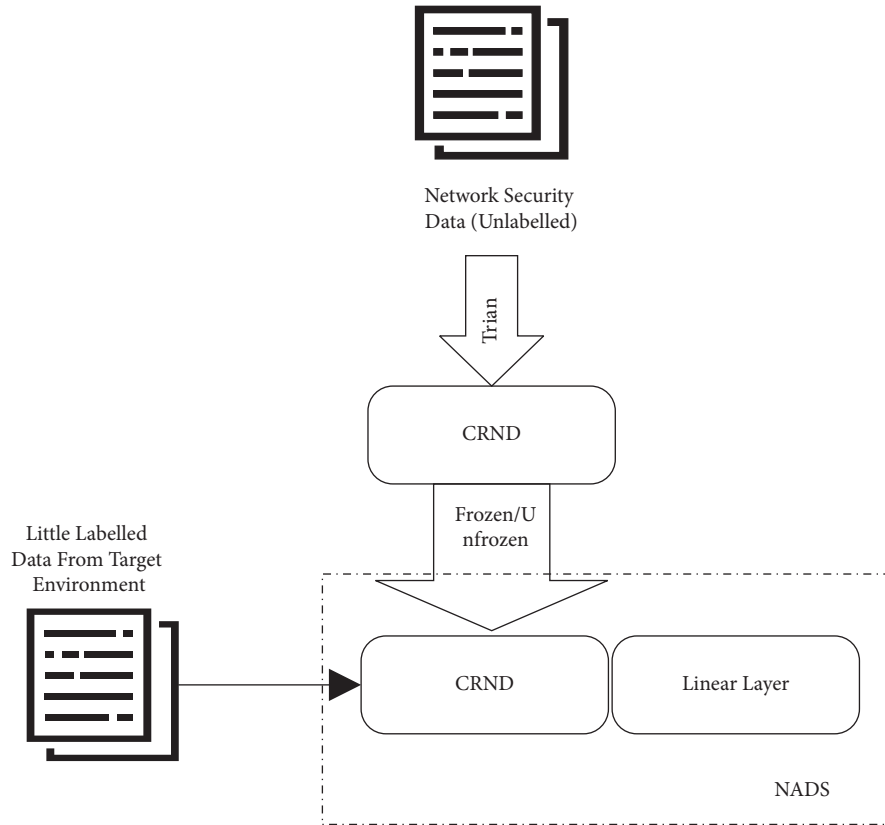 Network Security
Data (Unlabelled)
Trian
CRND
Frozen/U
nfrozen
Little Labelled
Data From Target
Environment
CRND
Linear Layer
NADS